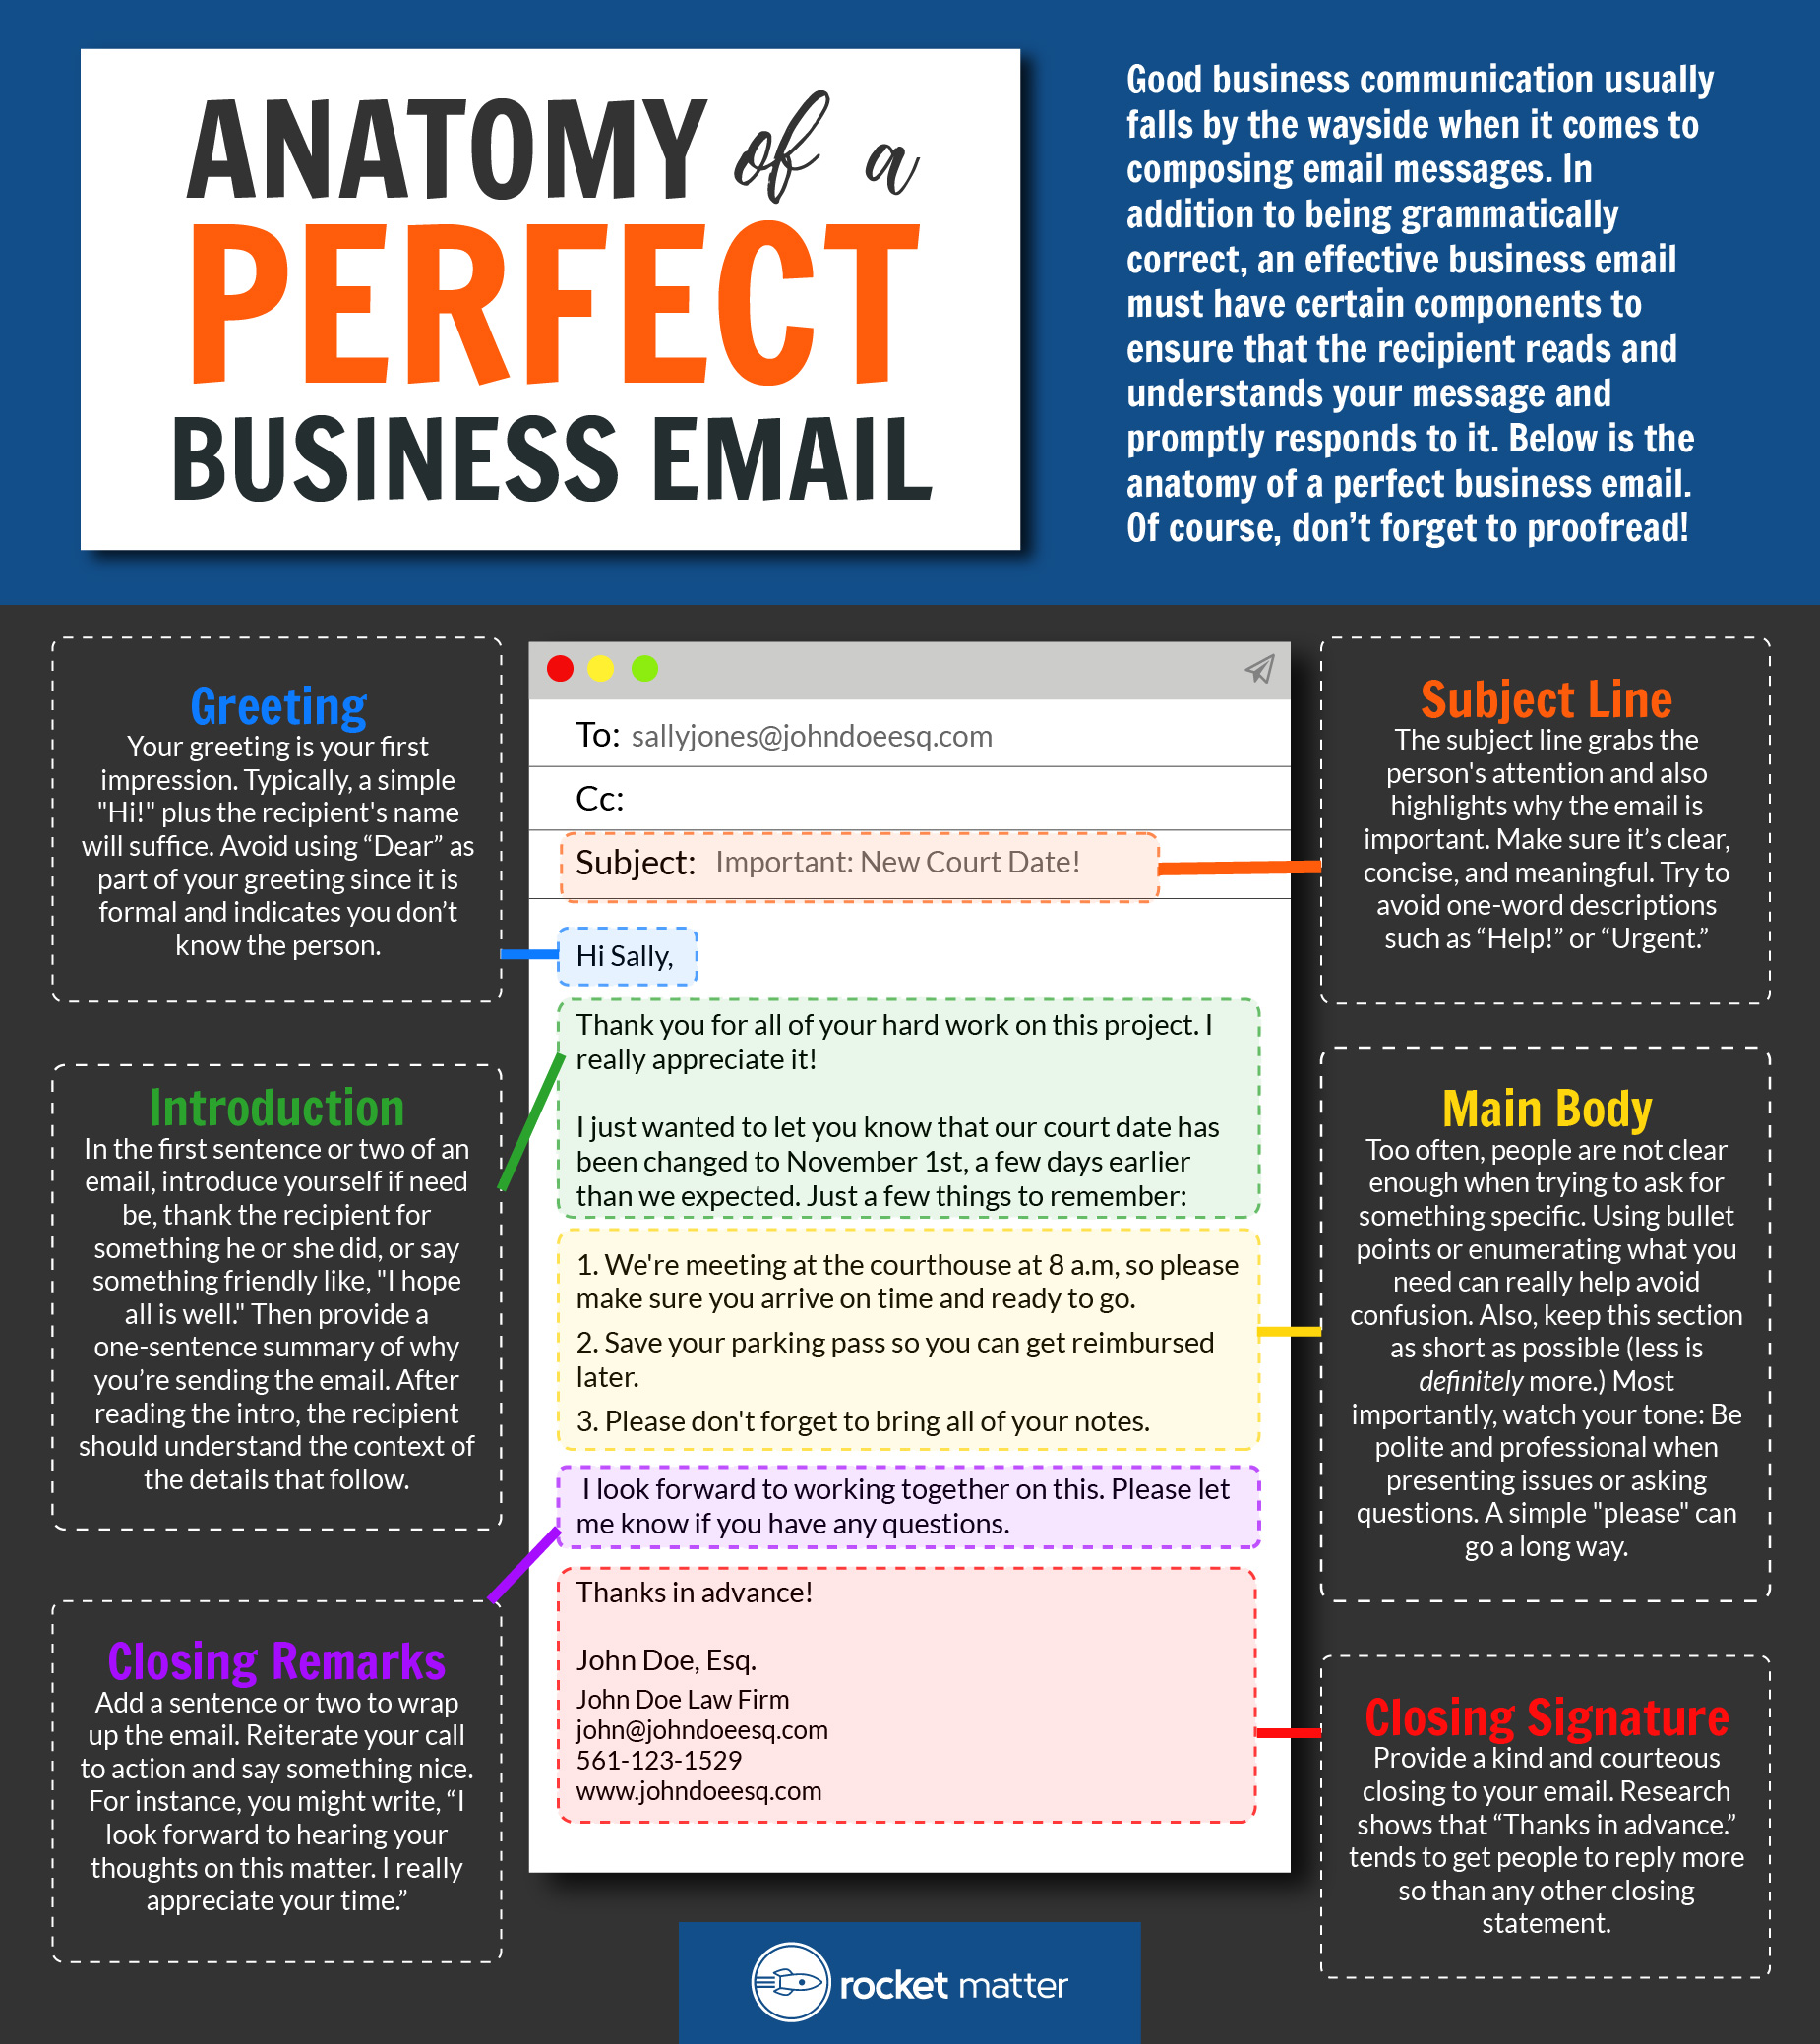 ANATOMY of a
PERFECT
BUSINESS EMAIL
Good business communication usually
falls by the wayside when it comes to
composing email messages. In
addition to being grammatically
correct, an effective business email
must have certain components to
ensure that the recipient reads and
understands your message and
promptly responds to it. Below is the
anatomy of a perfect business email.
Of course, don’t forget to proofread!
Greeting
Your greeting is your first
impression. Typically, a simple
"Hi!" plus the recipient's name
will suffice. Avoid using “Dear” as
part of your greeting since it is
formal and indicates you don’t
know the person.
Introduction
In the first sentence or two of an
email, introduce yourself if need
be, thank the recipient for
something he or she did, or say
something friendly like, "I hope
all is well." Then provide a
one-sentence summary of why
you’re sending the email. After
reading the intro, the recipient
should understand the context of
the details that follow.
Closing Remarks
Add a sentence or two to wrap
up the email. Reiterate your call
to action and say something nice.
For instance, you might write, “I
look forward to hearing your
thoughts on this matter. I really
appreciate your time.”
To: sallyjones@johndoeesq.com
Cc:
Subject: Important: New Court Date!
Hi Sally,
Thank you for all of your hard work on this project. I
really appreciate it!
I just wanted to let you know that our court date has
been changed to November 1st, a few days earlier
than we expected. Just a few things to remember:
1. We're meeting at the courthouse at 8 a.m, so please
make sure you arrive on time and ready to go.
2. Save your parking pass so you can get reimbursed
later.
3. Please don't forget to bring all of your notes.
I look forward to working together on this. Please let
me know if you have any questions.
Thanks in advance!
John Doe, Esq.
John Doe Law Firm
john@johndoeesq.com
561-123-1529
www.johndoeesq.com
Subject Line
The subject line grabs the
person's attention and also
highlights why the email is
important. Make sure it’s clear,
concise, and meaningful. Try to
avoid one-word descriptions
such as “Help!” or “Urgent.”
Main Body
Too often, people are not clear
enough when trying to ask for
something specific. Using bullet
points or enumerating what you
need can really help avoid
confusion. Also, keep this section
as short as possible (less is
definitely more.) Most
importantly, watch your tone: Be
polite and professional when
presenting issues or asking
questions. A simple "please" can
go a long way.
Closing Signature
Provide a kind and courteous
closing to your email. Research
shows that “Thanks in advance.”
tends to get people to reply more
so than any other closing
statement.
rocket matter